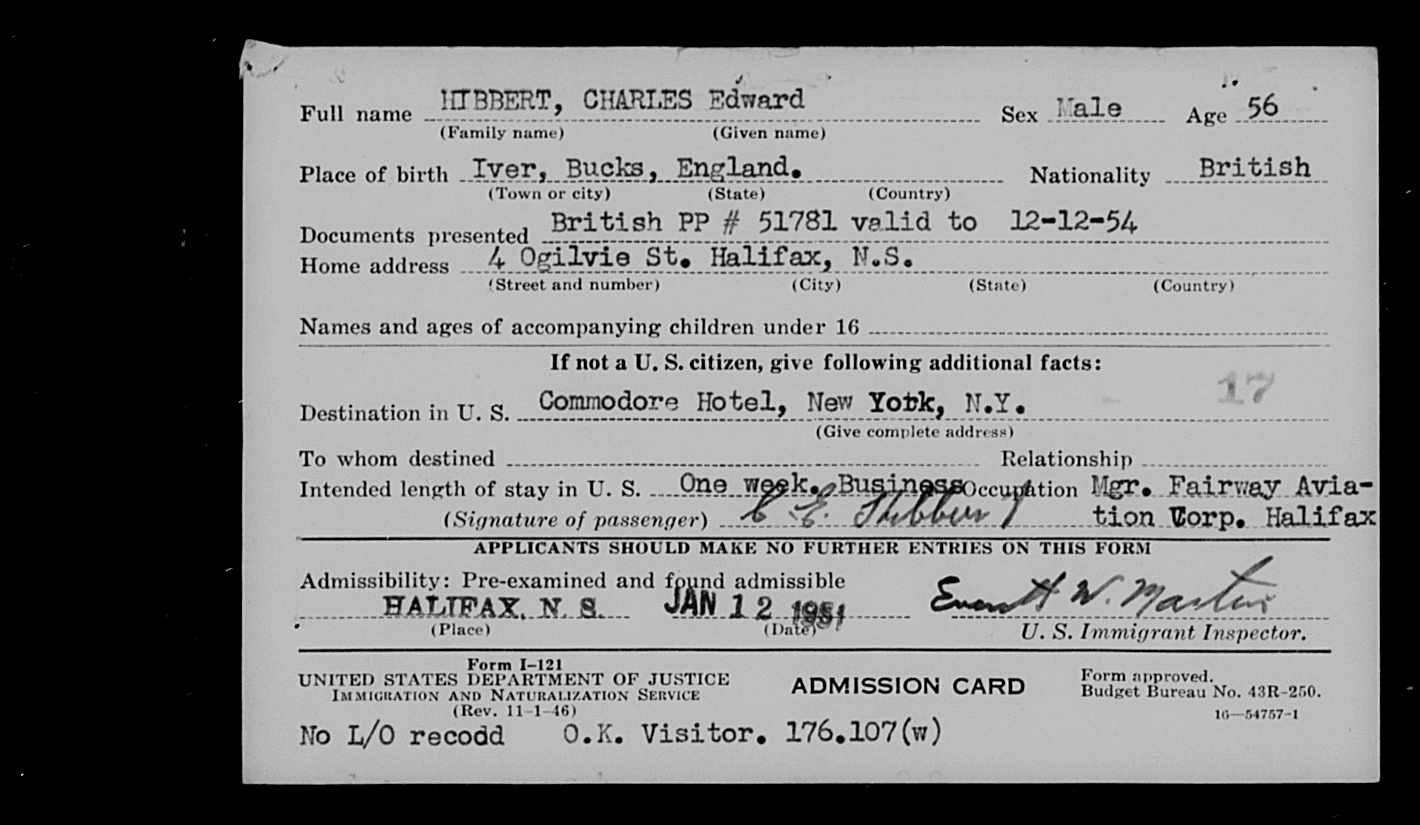 Full name HIBBERT, CHARLES Edward Sex Male Age 56
(Family name) (Given name)
Place of birth Iver, Bucks, England. Nationality British
(Town or city) (State) (Country)
Documents presented British PP # 51781 valid to 12-12-54
Home address 4 Ogilvie St. Halifax, N.S.
(Street and number) (City) (State) (Country)
Names and ages of accompanying children under 16
If not a U. S. citizen, give following additional facts:
17
Destination in U. S. Commodore Hotel, New York, N.Y.
(Give complete address)
To whom destined Relationship
Intended length of stay in U. S. One week. Business Occupation Mgr. Fairway Avia-
(Signature of passenger) C. E. Hibbert tion Corp. Halifax
APPLICANTS SHOULD MAKE NO FURTHER ENTRIES ON THIS FORM
Admissibility: Pre-examined and found admissible
HALIFAX, N. S. JAN 12 1951 Everett W. Martin
(Place) (Date) U. S. Immigrant Inspector.
Form I-121
UNITED STATES DEPARTMENT OF JUSTICE
IMMIGRATION AND NATURALIZATION SERVICE
(Rev. 11-1-46)
ADMISSION CARD
Form approved.
Budget Bureau No. 43R-250.
16—54757-1
No L/O recodd O.K. Visitor. 176.107(w)